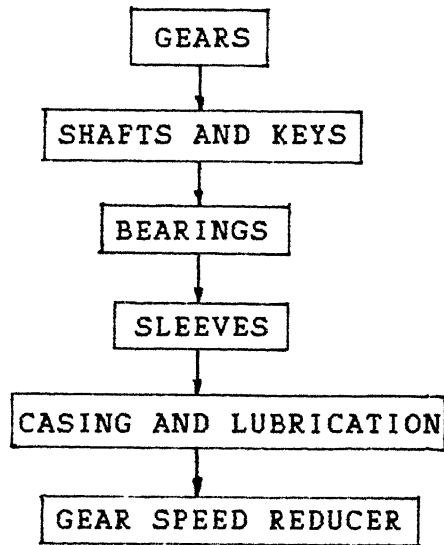 GEARS
SHAFTS AND KEYS
BEARINGS
SLEEVES
CASING AND LUBRICATION
GEAR SPEED REDUCER